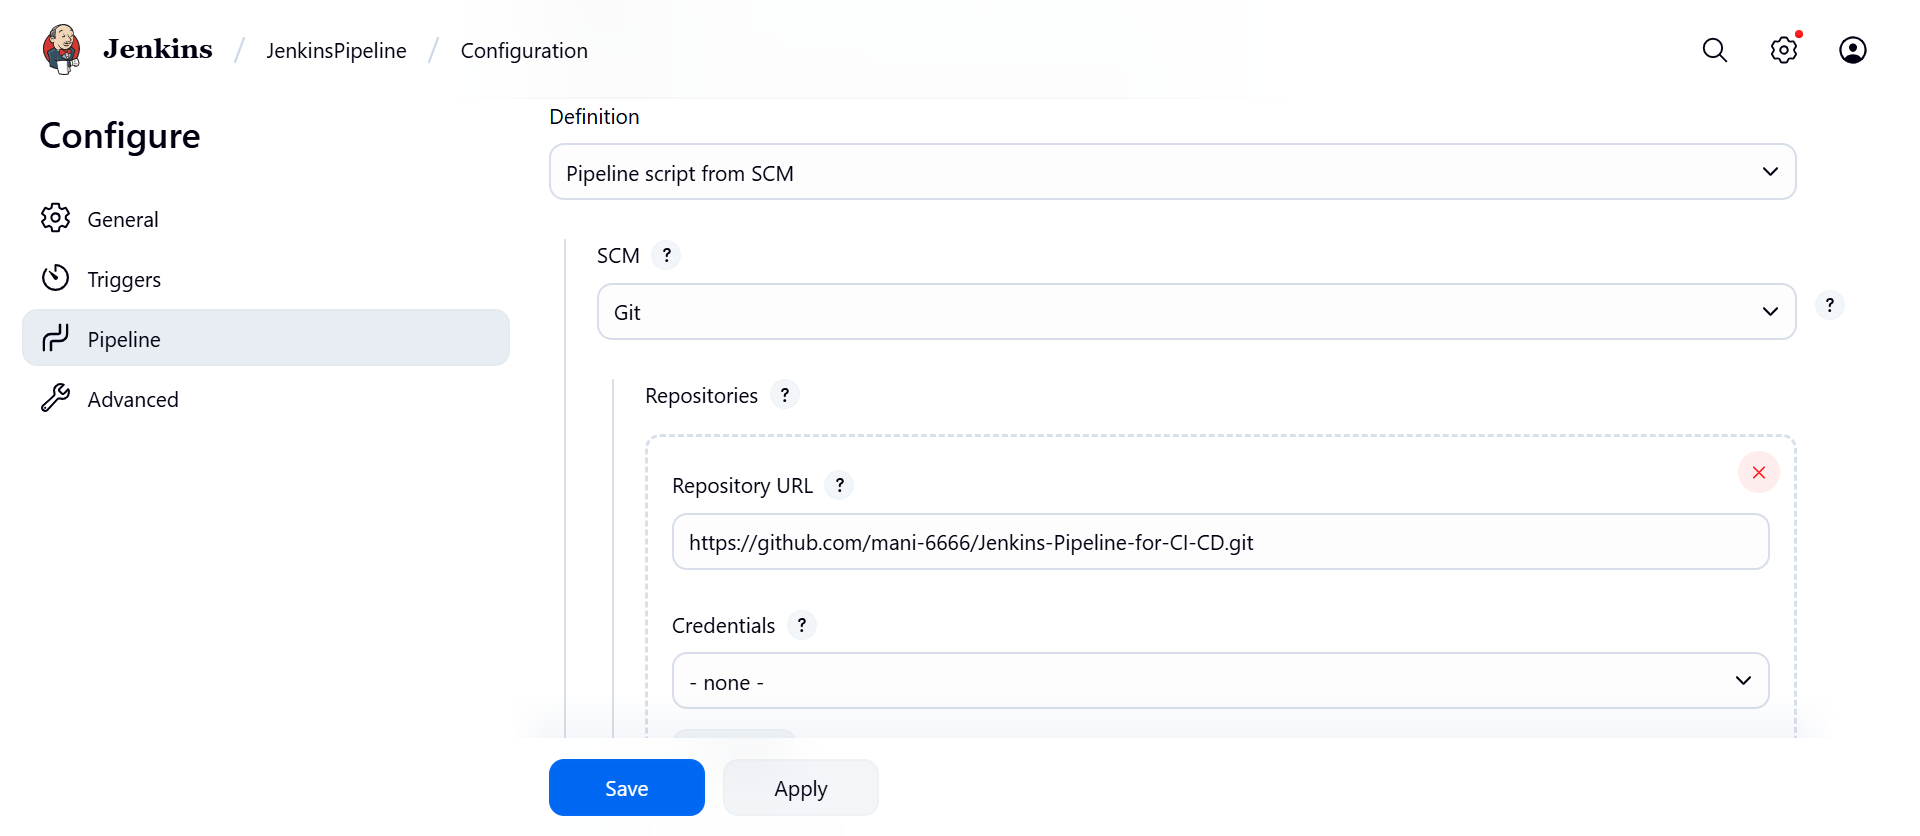 Jenkins / JenkinsPipeline / Configuration
Configure
General
Triggers
Pipeline
Advanced
Definition
Pipeline script from SCM
SCM ?
Git
?
Repositories ?
Repository URL ?
https://github.com/mani-6666/Jenkins-Pipeline-for-CI-CD.git
Credentials ?
- none -
Save
Apply